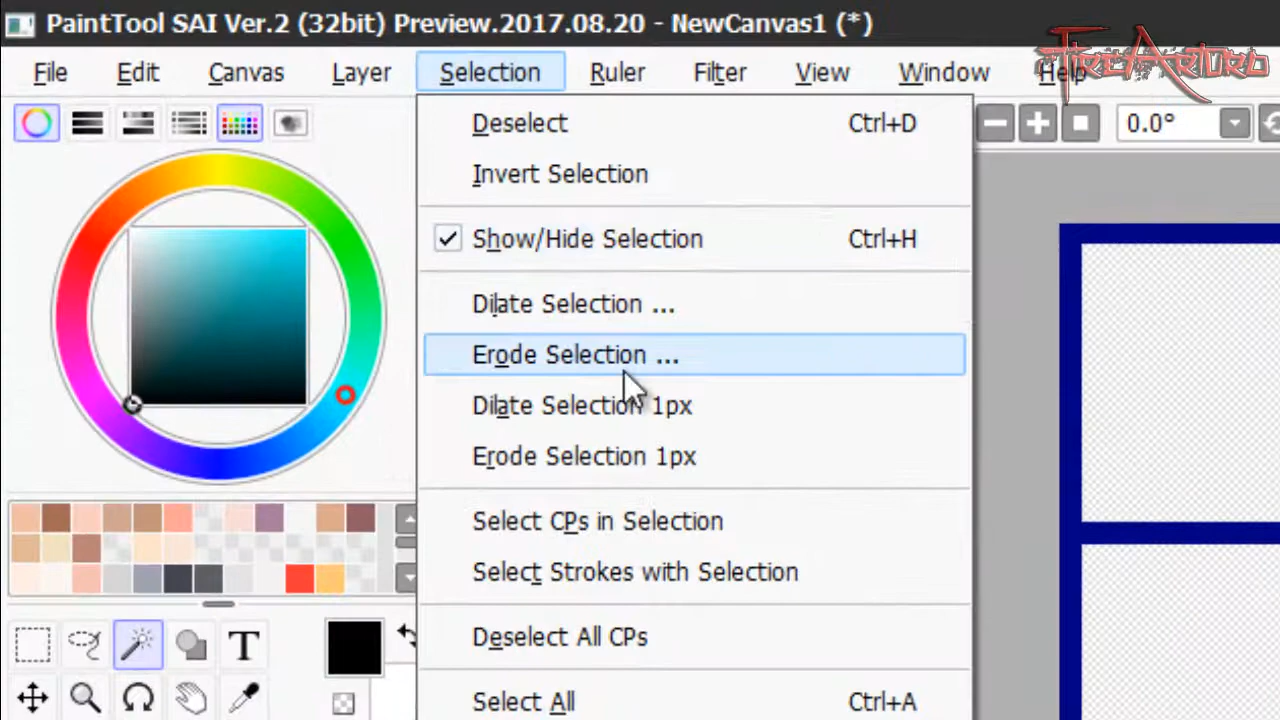 PaintTool SAI Ver.2 (32bit) Preview.2017.08.20 - NewCanvas1 (*)
FireArturo
File Edit Canvas Layer Selection Ruler Filter View Window Help
Deselect Ctrl+D
0.0°
Invert Selection
Show/Hide Selection Ctrl+H
Dilate Selection ...
Erode Selection ...
Dilate Selection 1px
Erode Selection 1px
Select CPs in Selection
Select Strokes with Selection
Deselect All CPs
T
Select All Ctrl+A